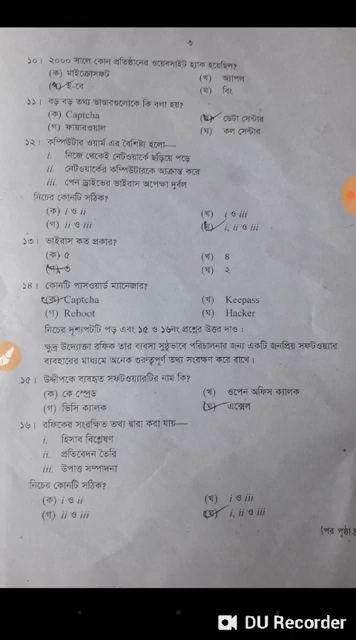 ৩
১০। ২০০০ সালে কোন প্রতিষ্ঠানের ওয়েবসাইট হ্যাক হয়েছিল?
(ক) মাইক্রোসফট (খ) অ্যাপল
ই-বে (ঘ) বিং
১১। বড় বড় তথ্য ভাণ্ডারগুলোকে কি বলা হয়?
(ক) Captcha ডেটা সেন্টার
(গ) ফায়ারওয়াল (ঘ) কল সেন্টার
১২। কম্পিউটার ওয়ার্ম এর বৈশিষ্ট্য হলো—
i. নিজে থেকেই নেটওয়ার্কে ছড়িয়ে পড়ে
ii. নেটওয়ার্কের কম্পিউটারকে আক্রান্ত করে
iii. পেন ড্রাইভের ভাইরাস অপেক্ষা দুর্বল
নিচের কোনটি সঠিক?
(ক) i ও ii (খ) i ও iii
(গ) ii ও iii i, ii ও iii
১৩। ভাইরাস কত প্রকার?
(ক) ৫ (খ) ৪
৩ (ঘ) ২
১৪। কোনটি পাসওয়ার্ড ম্যানেজার?
(ক) Captcha (খ) Keepass
(গ) Reboot (ঘ) Hacker
নিচের দৃশ্যপটটি পড় এবং ১৫ ও ১৬নং প্রশ্নের উত্তর দাও :
ক্ষুদ্র উদ্যোক্তা রফিক তার ব্যবসা সুষ্ঠুভাবে পরিচালনার জন্য একটি জনপ্রিয় সফটওয়্যার
ব্যবহারের মাধ্যমে অনেক গুরুত্বপূর্ণ তথ্য সংরক্ষণ করে রাখে।
১৫। উদ্দীপকে ব্যবহৃত সফটওয়্যারটির নাম কি?
(ক) কে স্প্রেড (খ) ওপেন অফিস ক্যালক
(গ) ভিসি ক্যালক এক্সেল
১৬। রফিকের সংরক্ষিত তথ্য দ্বারা করা যায়—
i. হিসাব বিশ্লেষণ
ii. প্রতিবেদন তৈরি
iii. উপাত্ত সম্পাদনা
নিচের কোনটি সঠিক?
(ক) i ও ii (খ) i ও iii
(গ) ii ও iii i, ii ও iii
[পর পৃষ্ঠা
DU Recorder